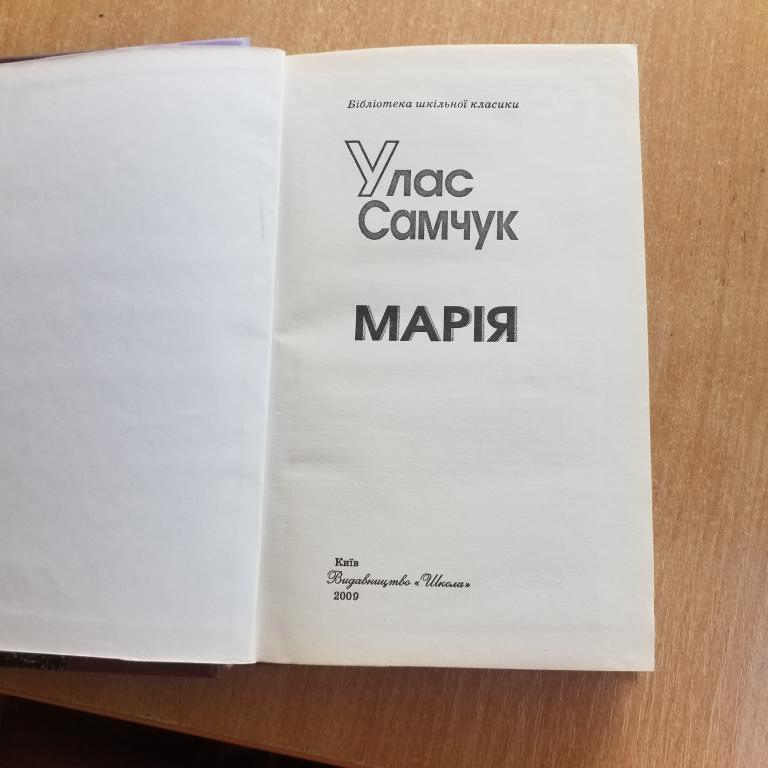 Бібліотека шкільної класики
Улас
Самчук
МАРІЯ
Київ
Видавництво «Школа»
2009